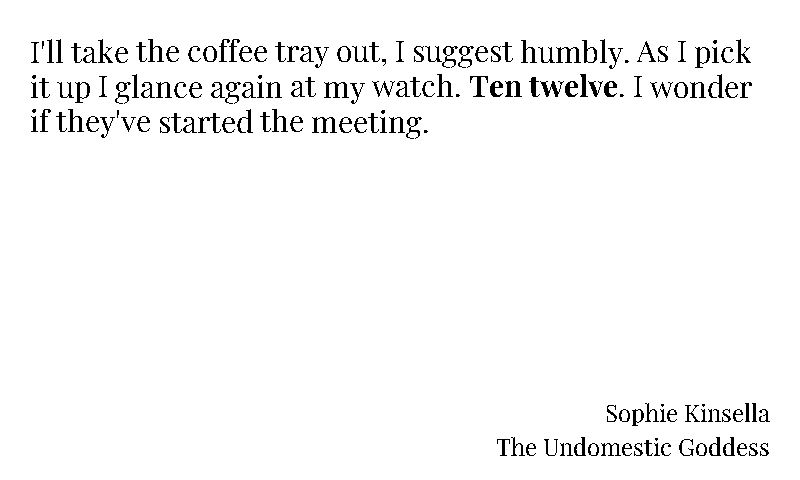 I'll take the coffee tray out, I suggest humbly. As I pick
it up I glance again at my watch. Ten twelve. I wonder
if they've started the meeting.
Sophie Kinsella
The Undomestic Goddess